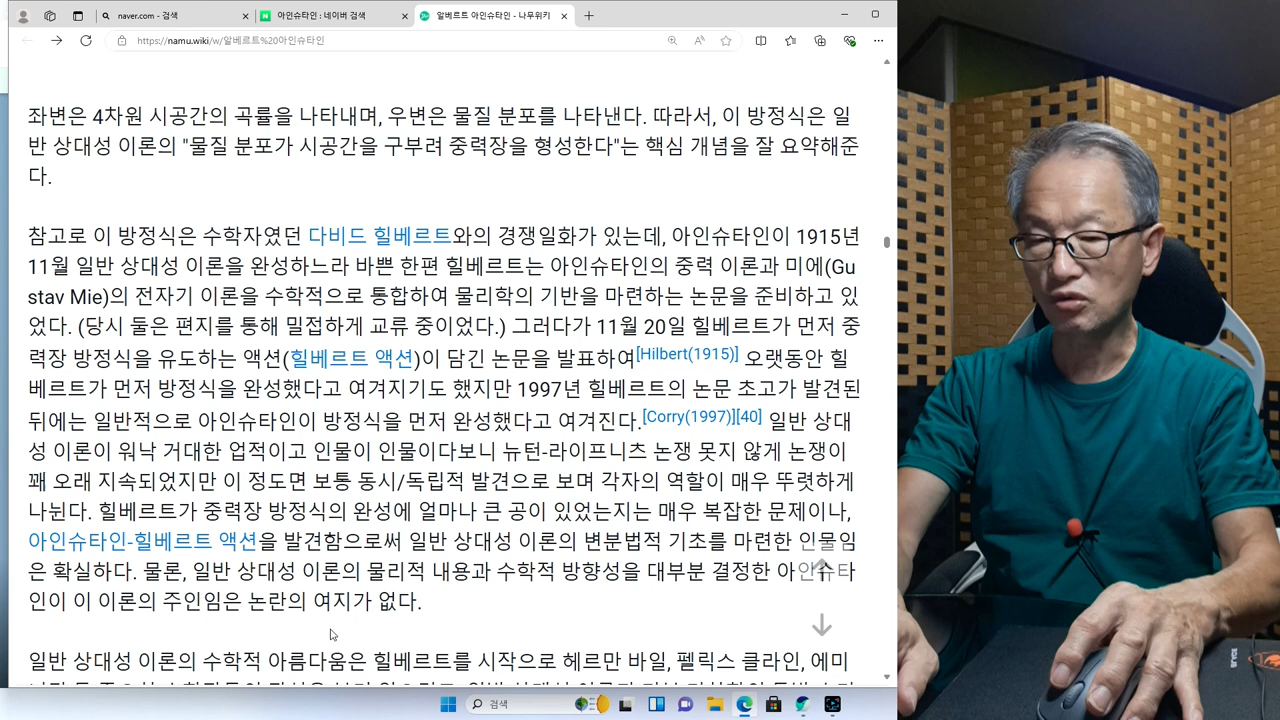 naver.com - 검색
아인슈타인 : 네이버 검색
알베르트 아인슈타인 - 나무위키
https://namu.wiki/w/알베르트%20아인슈타인
좌변은 4차원 시공간의 곡률을 나타내며, 우변은 물질 분포를 나타낸다. 따라서, 이 방정식은 일
반 상대성 이론의 "물질 분포가 시공간을 구부려 중력장을 형성한다"는 핵심 개념을 잘 요약해준
다.
참고로 이 방정식은 수학자였던 다비드 힐베르트와의 경쟁일화가 있는데, 아인슈타인이 1915년
11월 일반 상대성 이론을 완성하느라 바쁜 한편 힐베르트는 아인슈타인의 중력 이론과 미에(Gu
stav Mie)의 전자기 이론을 수학적으로 통합하여 물리학의 기반을 마련하는 논문을 준비하고 있
었다. (당시 둘은 편지를 통해 밀접하게 교류 중이었다.) 그러다가 11월 20일 힐베르트가 먼저 중
력장 방정식을 유도하는 액션(힐베르트 액션)이 담긴 논문을 발표하여[Hilbert(1915)] 오랫동안 힐
베르트가 먼저 방정식을 완성했다고 여겨지기도 했지만 1997년 힐베르트의 논문 초고가 발견된
뒤에는 일반적으로 아인슈타인이 방정식을 먼저 완성했다고 여겨진다.[Corry(1997)][40] 일반 상대
성 이론이 워낙 거대한 업적이고 인물이 인물이다보니 뉴턴-라이프니츠 논쟁 못지 않게 논쟁이
꽤 오래 지속되었지만 이 정도면 보통 동시/독립적 발견으로 보며 각자의 역할이 매우 뚜렷하게
나뉜다. 힐베르트가 중력장 방정식의 완성에 얼마나 큰 공이 있었는지는 매우 복잡한 문제이나,
아인슈타인-힐베르트 액션을 발견함으로써 일반 상대성 이론의 변분법적 기초를 마련한 인물임
은 확실하다. 물론, 일반 상대성 이론의 물리적 내용과 수학적 방향성을 대부분 결정한 아인슈타
인이 이 이론의 주인임은 논란의 여지가 없다.
일반 상대성 이론의 수학적 아름다움은 힐베르트를 시작으로 헤르만 바일, 펠릭스 클라인, 에미
검색